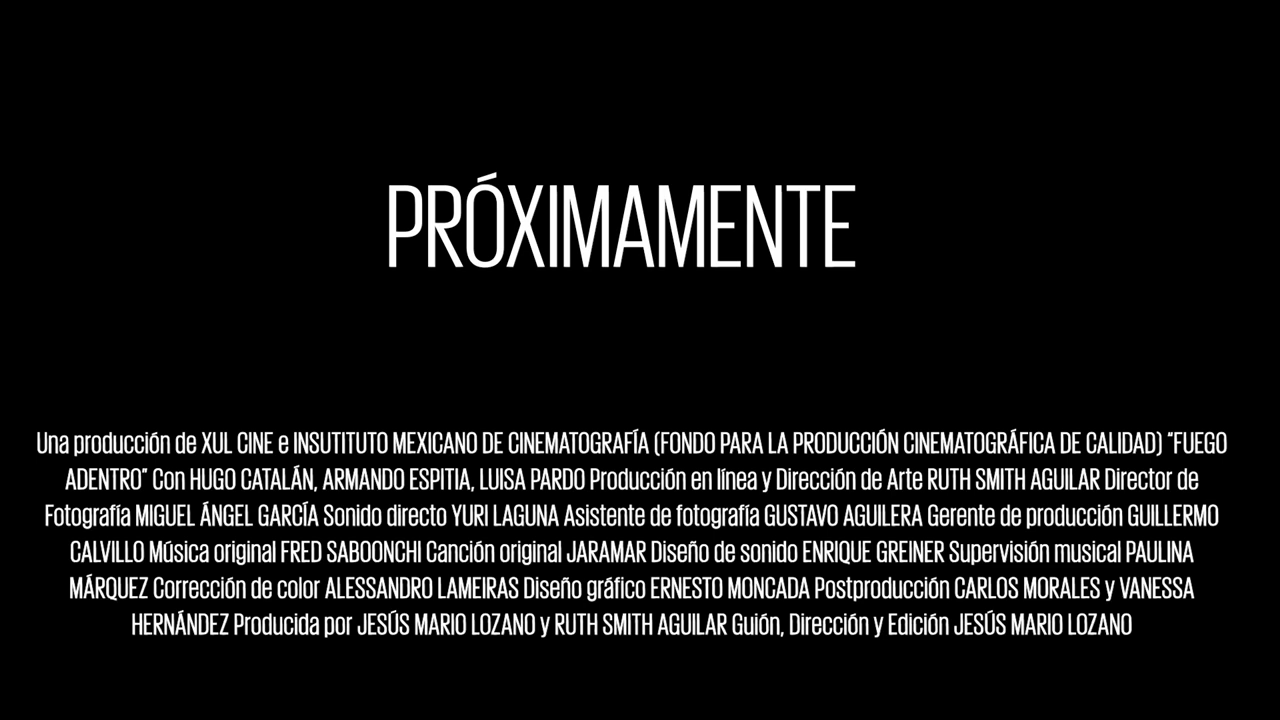 PRÓXIMAMENTE
Una producción de XUL CINE e INSUTITUTO MEXICANO DE CINEMATOGRAFÍA (FONDO PARA LA PRODUCCIÓN CINEMATOGRÁFICA DE CALIDAD) “FUEGO
ADENTRO” Con HUGO CATALÁN, ARMANDO ESPITIA, LUISA PARDO Producción en línea y Dirección de Arte RUTH SMITH AGUILAR Director de
Fotografía MIGUEL ÁNGEL GARCÍA Sonido directo YURI LAGUNA Asistente de fotografía GUSTAVO AGUILERA Gerente de producción GUILLERMO
CALVILLO Música original FRED SABOONCHI Canción original JARAMAR Diseño de sonido ENRIQUE GREINER Supervisión musical PAULINA
MÁRQUEZ Corrección de color ALESSANDRO LAMEIRAS Diseño gráfico ERNESTO MONCADA Postproducción CARLOS MORALES y VANESSA
HERNÁNDEZ Producida por JESÚS MARIO LOZANO y RUTH SMITH AGUILAR Guión, Dirección y Edición JESÚS MARIO LOZANO